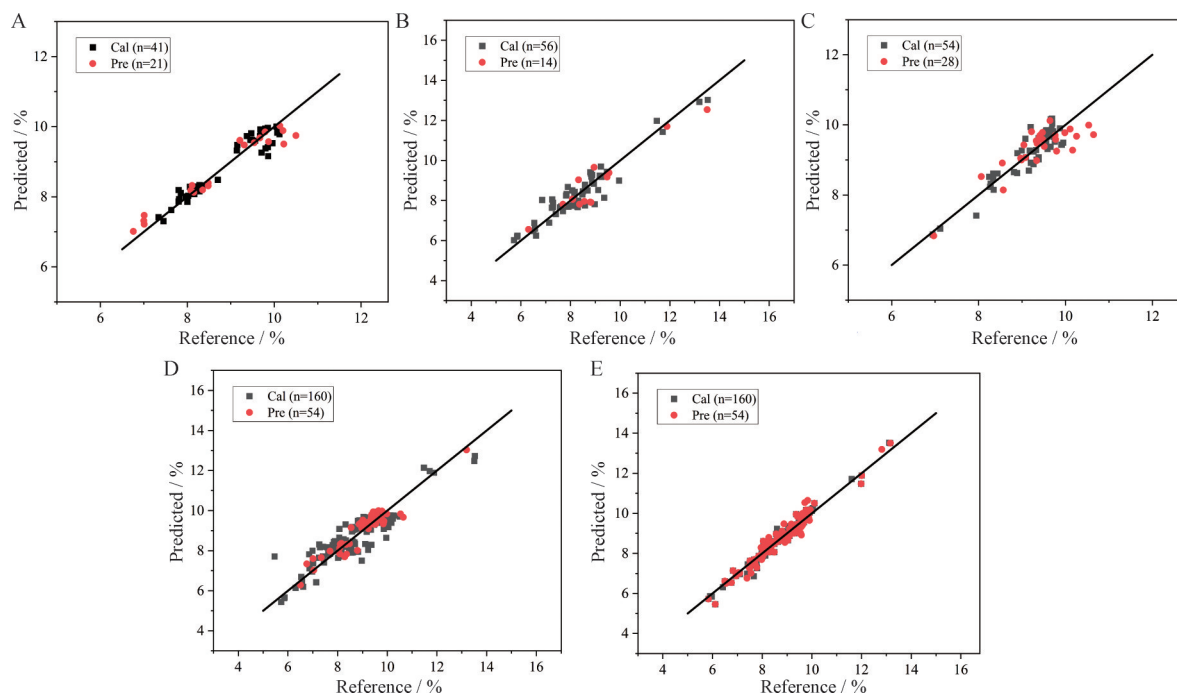 A
Cal (n=41)
Pre (n=21)
Predicted / %
12
10
8
6
6
8
10
12
Reference / %
B
Cal (n=56)
Pre (n=14)
Predicted / %
16
14
12
10
8
6
4
4
6
8
10
12
14
16
Reference / %
C
Cal (n=54)
Pre (n=28)
Predicted / %
12
10
8
6
6
8
10
12
Reference / %
D
Cal (n=160)
Pre (n=54)
Predicted / %
16
14
12
10
8
6
4
4
6
8
10
12
14
16
Reference / %
E
Cal (n=160)
Pre (n=54)
Predicted / %
16
14
12
10
8
6
4
4
6
8
10
12
14
16
Reference / %